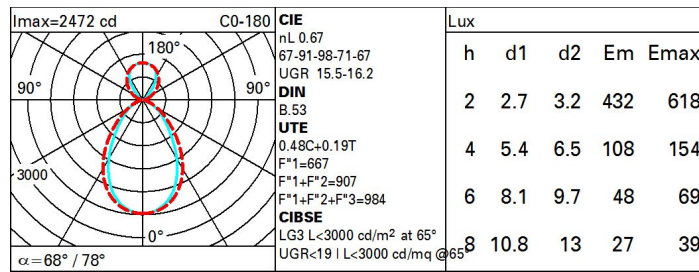 Imax=2472 cd C0-180
180°
90° 90°
3000
0°
α=68° / 78°
CIE
nL 0.67
67-91-98-71-67
UGR 15.5-16.2
DIN
B.53
UTE
0.48C+0.19T
F"1=667
F"1+F"2=907
F"1+F"2+F"3=984
CIBSE
LG3 L<3000 cd/m² at 65°
UGR<19 | L<3000 cd/mq @65°
Lux
h d1 d2 Em Emax
2 2.7 3.2 432 618
4 5.4 6.5 108 154
6 8.1 9.7 48 69
8 10.8 13 27 39